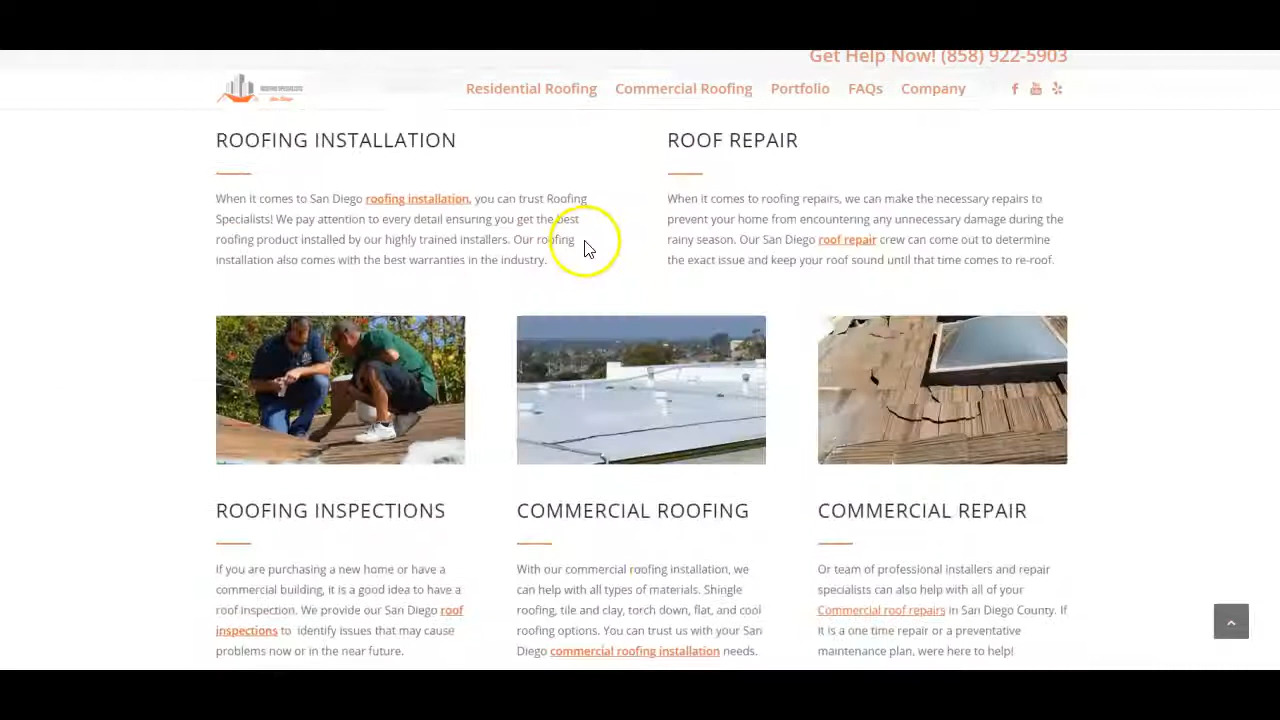 Get Help Now! (858) 922-5903
ROOFING SPECIALISTS
San Diego
Residential Roofing Commercial Roofing Portfolio FAQs Company
ROOFING INSTALLATION
When it comes to San Diego roofing installation, you can trust Roofing
Specialists! We pay attention to every detail ensuring you get the best
roofing product installed by our highly trained installers. Our roofing
installation also comes with the best warranties in the industry.
ROOF REPAIR
When it comes to roofing repairs, we can make the necessary repairs to
prevent your home from encountering any unnecessary damage during the
rainy season. Our San Diego roof repair crew can come out to determine
the exact issue and keep your roof sound until that time comes to re-roof.
ROOFING INSPECTIONS
If you are purchasing a new home or have a
commercial building, it is a good idea to have a
roof inspection. We provide our San Diego roof
inspections to identify issues that may cause
problems now or in the near future.
COMMERCIAL ROOFING
With our commercial roofing installation, we
can help with all types of materials. Shingle
roofing, tile and clay, torch down, flat, and cool
roofing options. You can trust us with your San
Diego commercial roofing installation needs.
COMMERCIAL REPAIR
Or team of professional installers and repair
specialists can also help with all of your
Commercial roof repairs in San Diego County. If
it is a one time repair or a preventative
maintenance plan, were here to help!